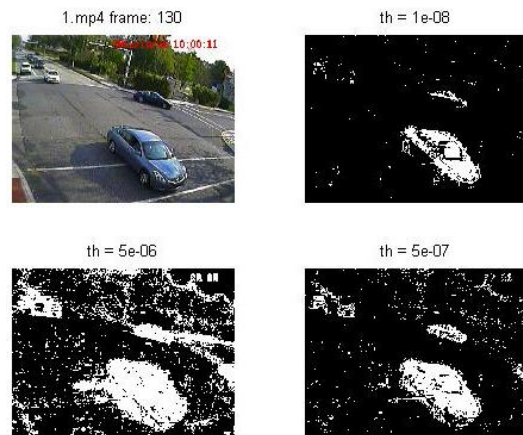 1.mp4 frame: 130
th = 1e-08
10:00:11
th = 5e-06
th = 5e-07